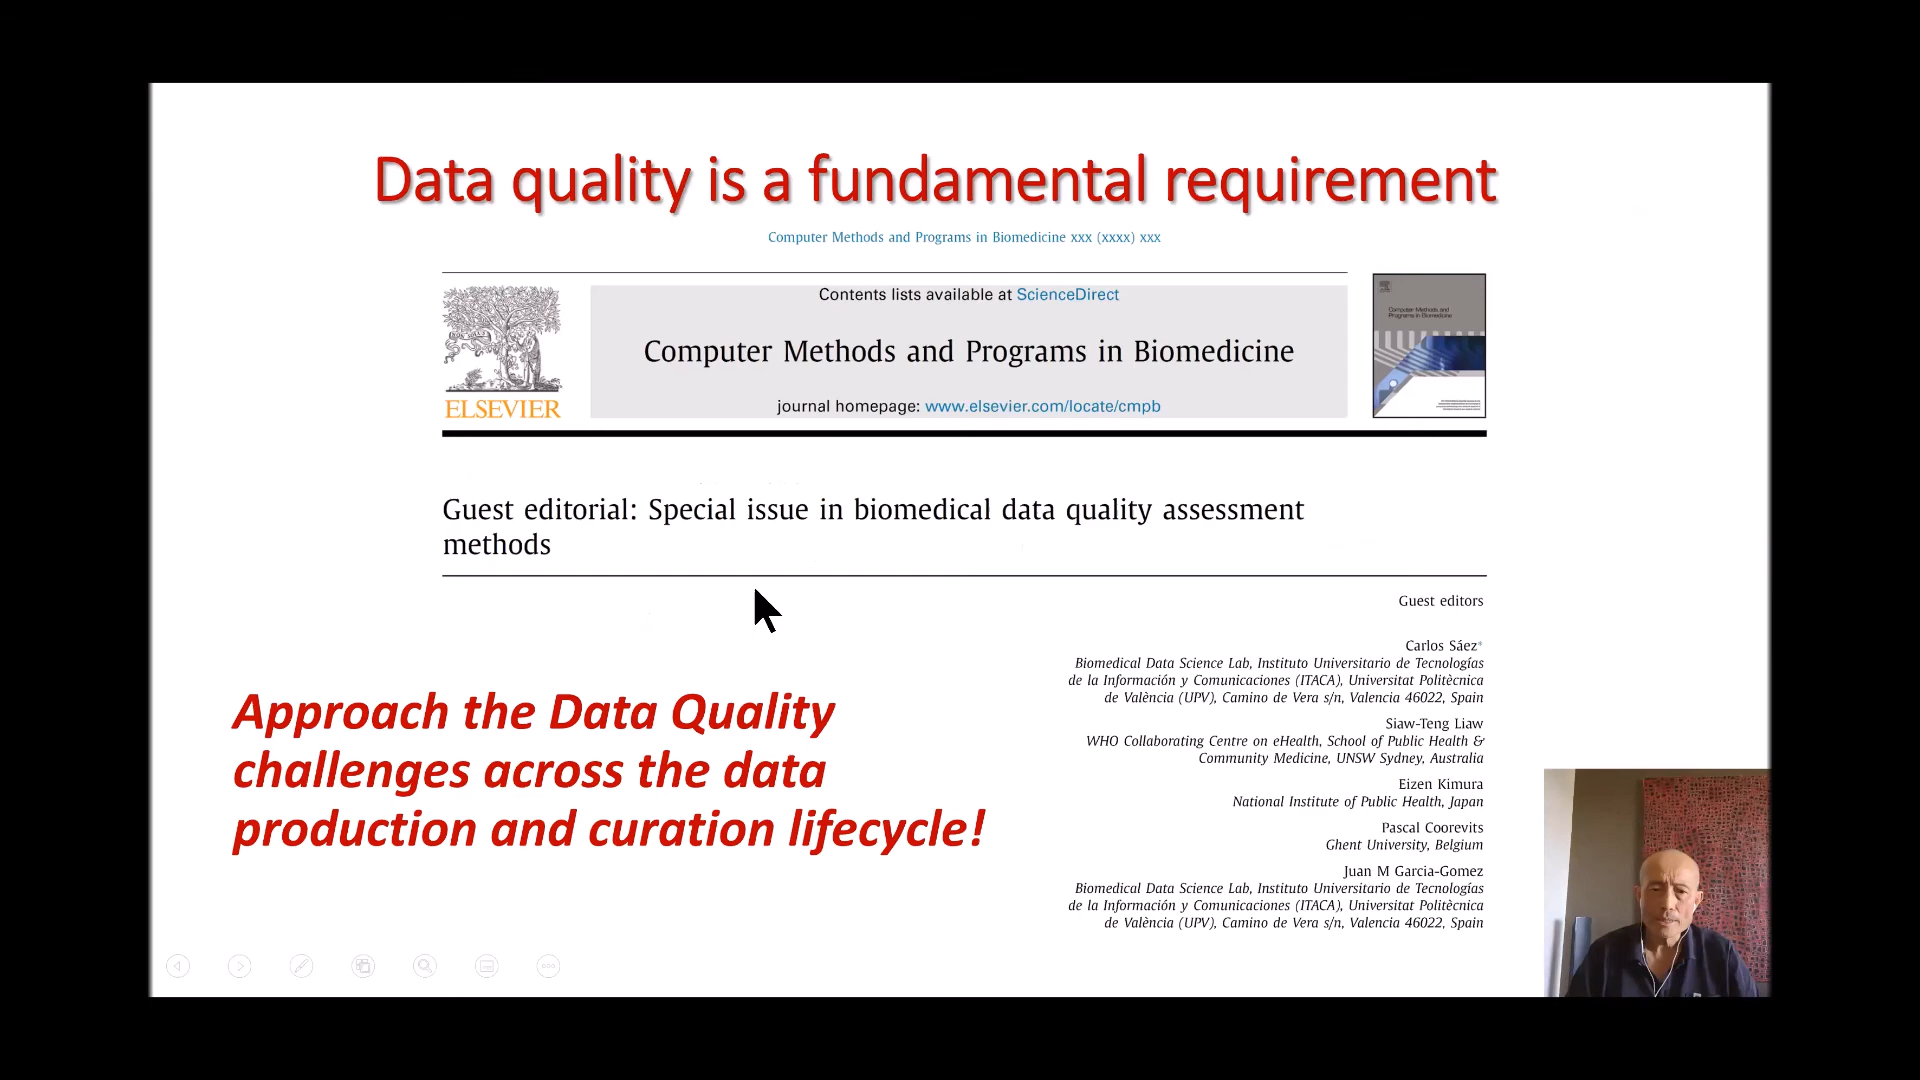 Data quality is a fundamental requirement
Computer Methods and Programs in Biomedicine xxx (xxxx) xxx
Contents lists available at ScienceDirect
Computer Methods and Programs in Biomedicine
journal homepage: www.elsevier.com/locate/cmpb
ELSEVIER
Computer Methods and
Programs in Biomedicine
Guest editorial: Special issue in biomedical data quality assessment
methods
Guest editors
Carlos Sáez*
Biomedical Data Science Lab, Instituto Universitario de Tecnologías
de la Información y Comunicaciones (ITACA), Universitat Politècnica
de València (UPV), Camino de Vera s/n, Valencia 46022, Spain
Siaw-Teng Liaw
WHO Collaborating Centre on eHealth, School of Public Health &
Community Medicine, UNSW Sydney, Australia
Eizen Kimura
National Institute of Public Health, Japan
Pascal Coorevits
Ghent University, Belgium
Juan M Garcia-Gomez
Biomedical Data Science Lab, Instituto Universitario de Tecnologías
de la Información y Comunicaciones (ITACA), Universitat Politècnica
de València (UPV), Camino de Vera s/n, Valencia 46022, Spain
Approach the Data Quality
challenges across the data
production and curation lifecycle!